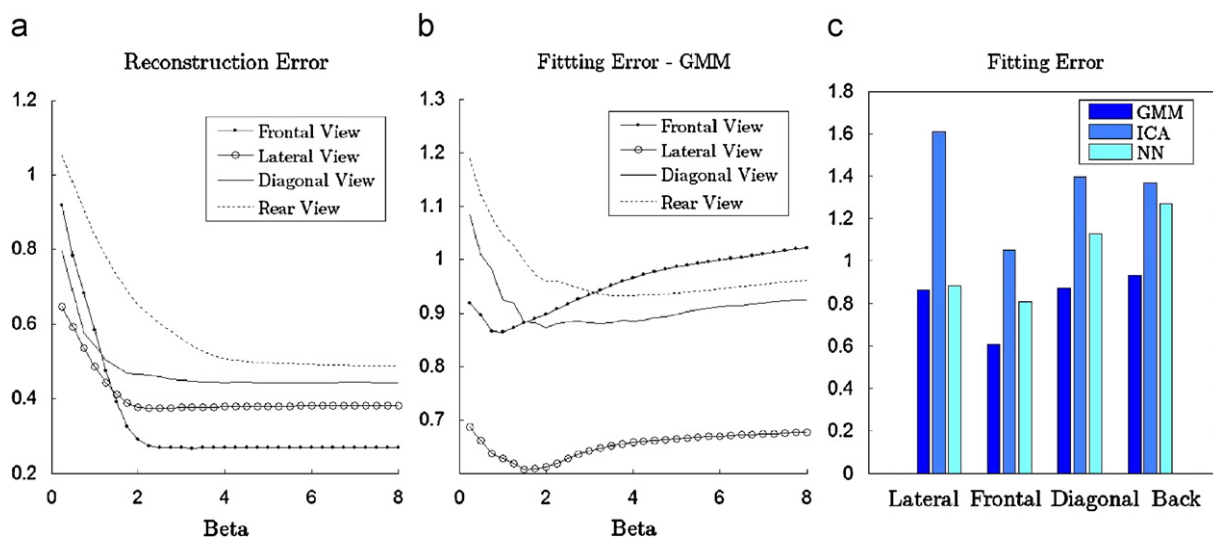 a
Reconstruction Error
1.2
1
0.8
0.6
0.4
0.2
0
2
4
6
8
Beta
Frontal View
Lateral View
Diagonal View
Rear View
b
Fittting Error - GMM
1.3
1.2
1.1
1
0.9
0.8
0.7
0
2
4
6
8
Beta
Frontal View
Lateral View
Diagonal View
Rear View
c
Fitting Error
1.8
1.6
1.4
1.2
1
0.8
0.6
0.4
0.2
0
GMM
ICA
NN
Lateral Frontal Diagonal Back